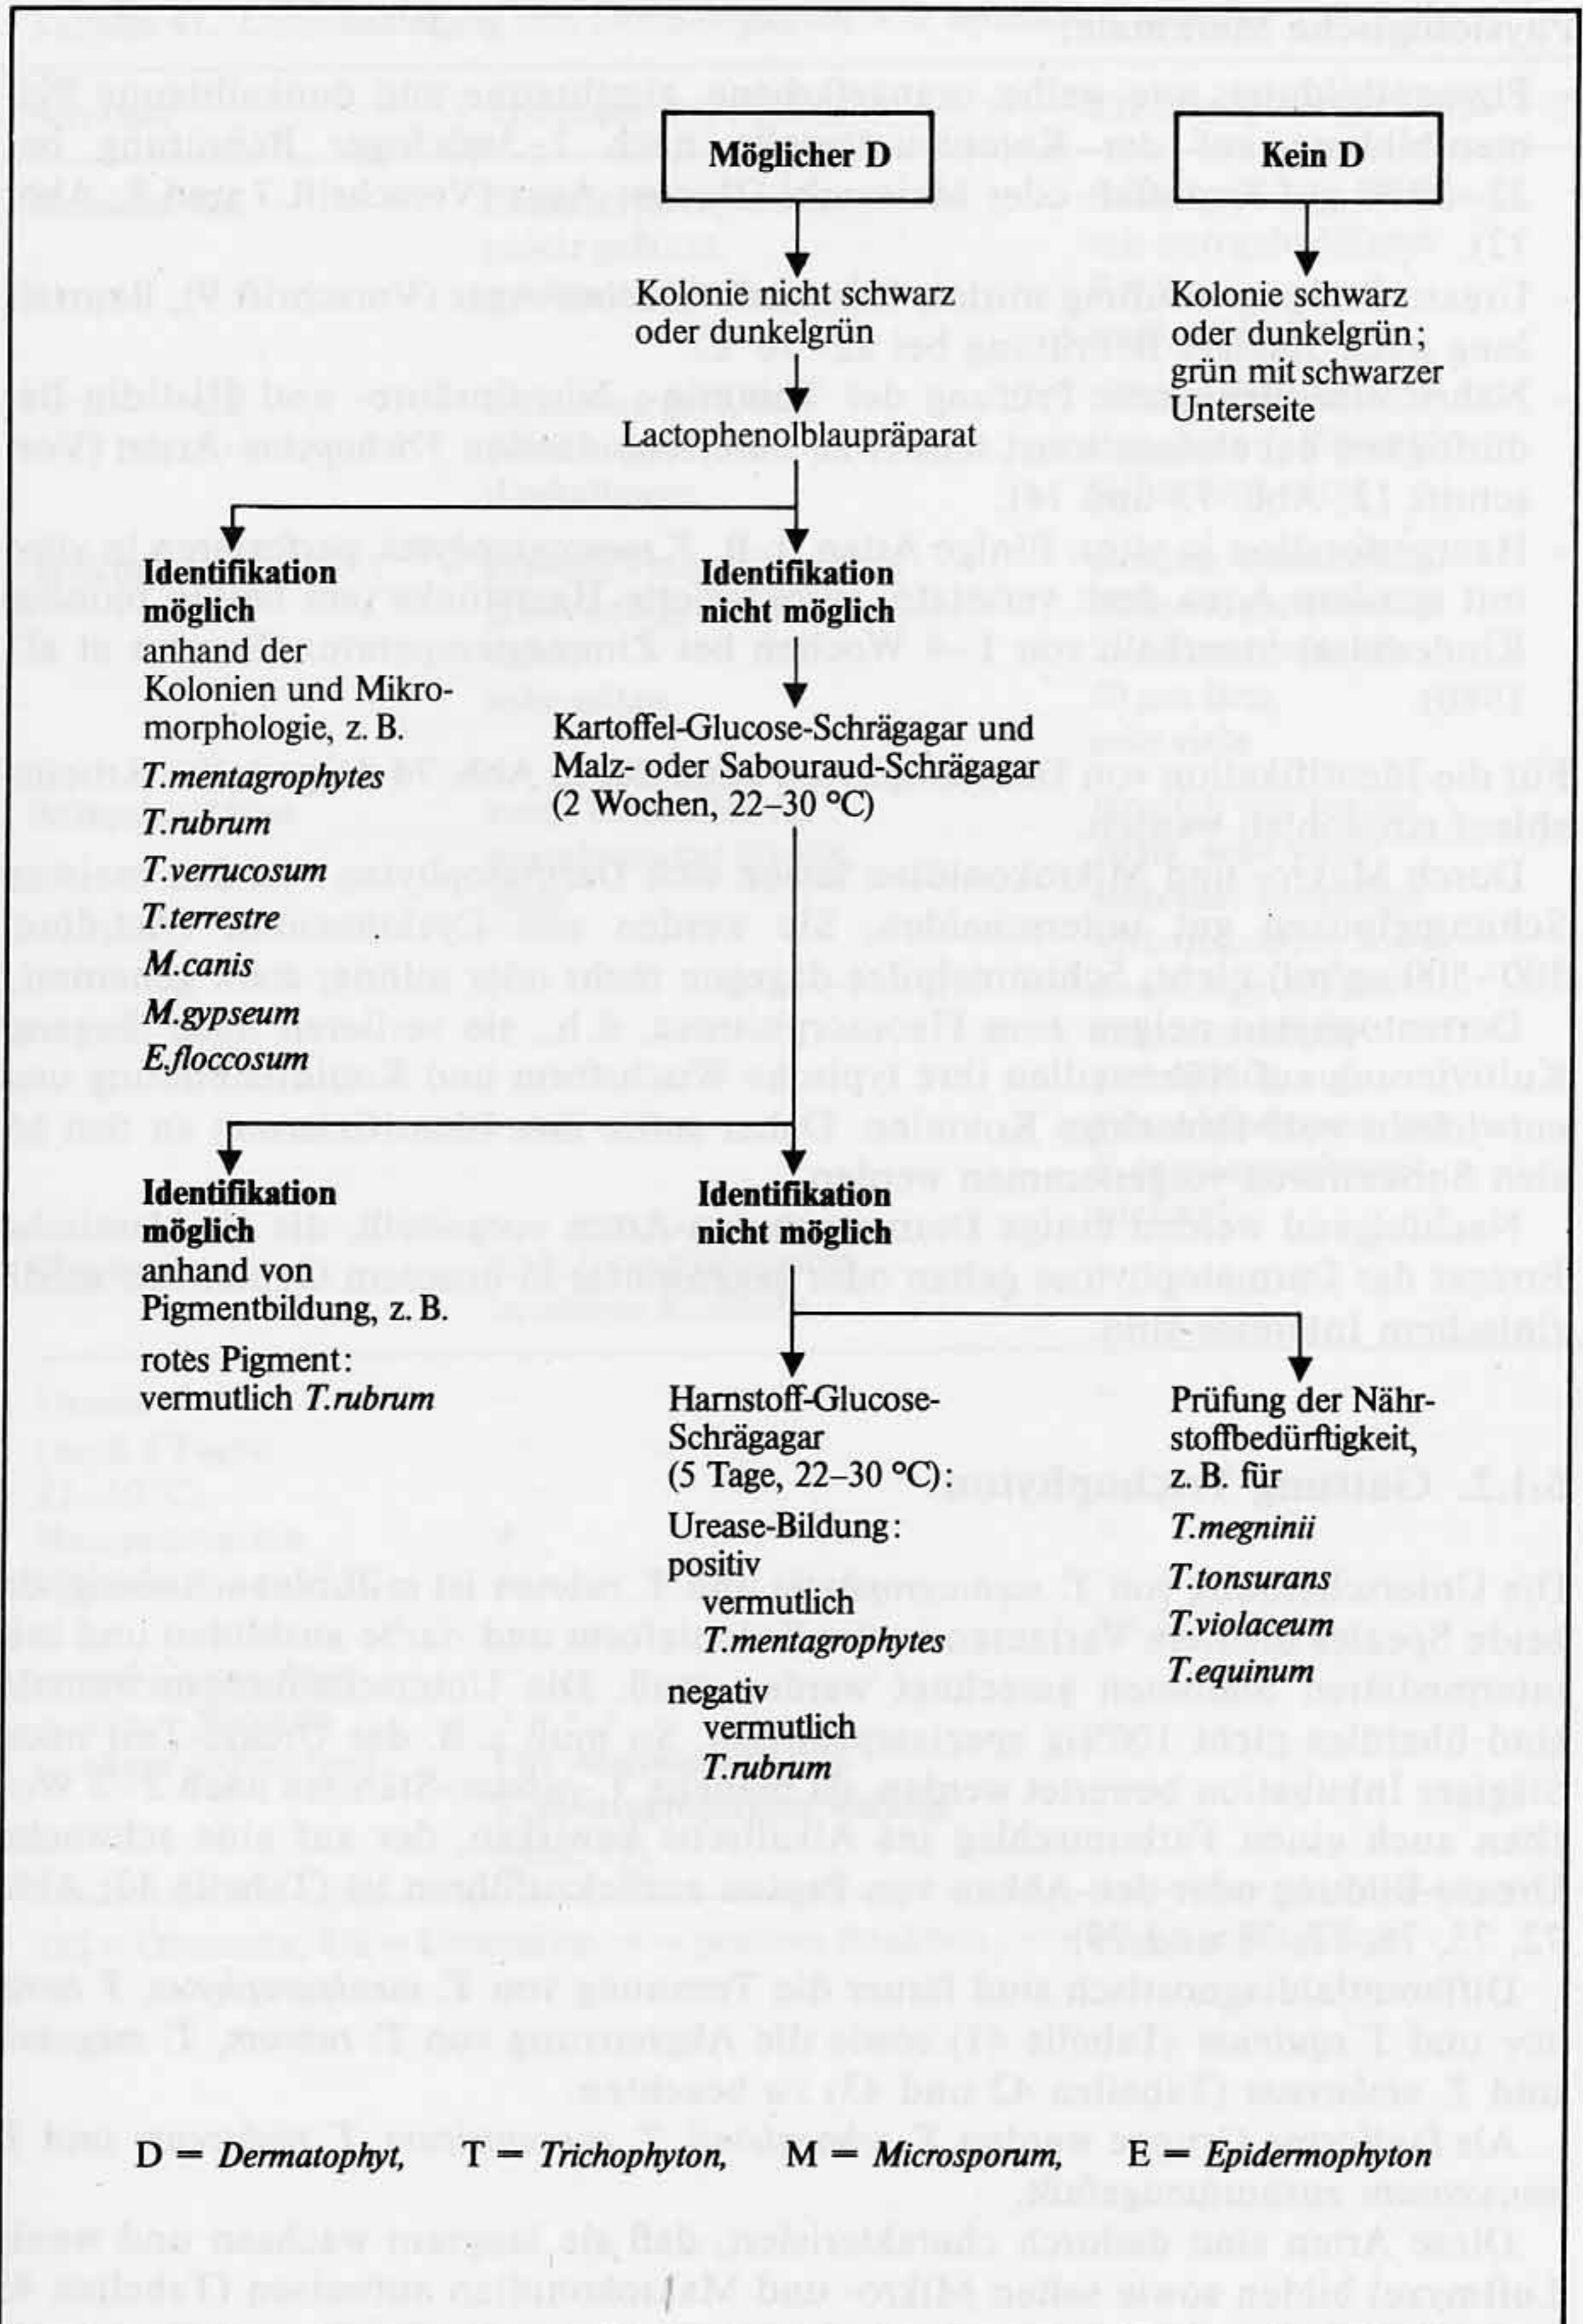 Möglicher D
Kein D
Kolonie nicht schwarz
oder dunkelgrün
Kolonie schwarz
oder dunkelgrün;
grün mit schwarzer
Unterseite
Lactophenolblaupräparat
Identifikation
möglich
anhand der
Kolonien und Mikro-
morphologie, z. B.
T.mentagrophytes
T.rubrum
T.verrucosum
T.terrestre
M.canis
M.gypseum
E.floccosum
Identifikation
nicht möglich
Kartoffel-Glucose-Schrägagar und
Malz- oder Sabouraud-Schrägagar
(2 Wochen, 22–30 °C)
Identifikation
möglich
anhand von
Pigmentbildung, z. B.
rotes Pigment:
vermutlich T.rubrum
Identifikation
nicht möglich
Harnstoff-Glucose-
Schrägagar
(5 Tage, 22–30 °C):
Urease-Bildung:
positiv
vermutlich
T.mentagrophytes
negativ
vermutlich
T.rubrum
Prüfung der Nähr-
stoffbedürftigkeit,
z. B. für
T.megninii
T.tonsurans
T.violaceum
T.equinum
D = Dermatophyt, T = Trichophyton, M = Microsporum, E = Epidermophyton